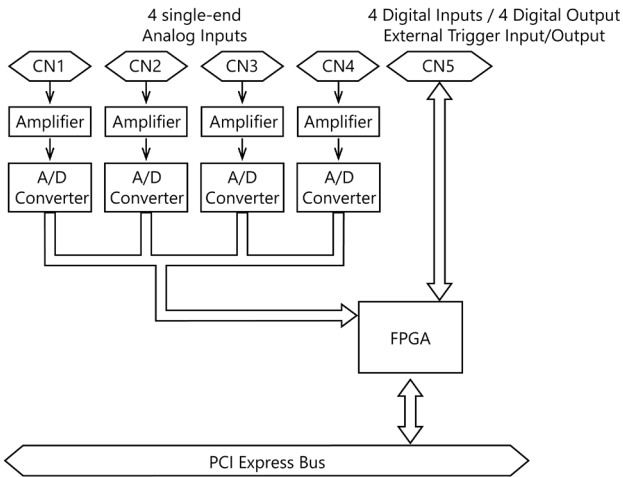 4 single-end
Analog Inputs
4 Digital Inputs / 4 Digital Output
External Trigger Input/Output
CN1
CN2
CN3
CN4
CN5
Amplifier
Amplifier
Amplifier
Amplifier
A/D
Converter
A/D
Converter
A/D
Converter
A/D
Converter
FPGA
PCI Express Bus